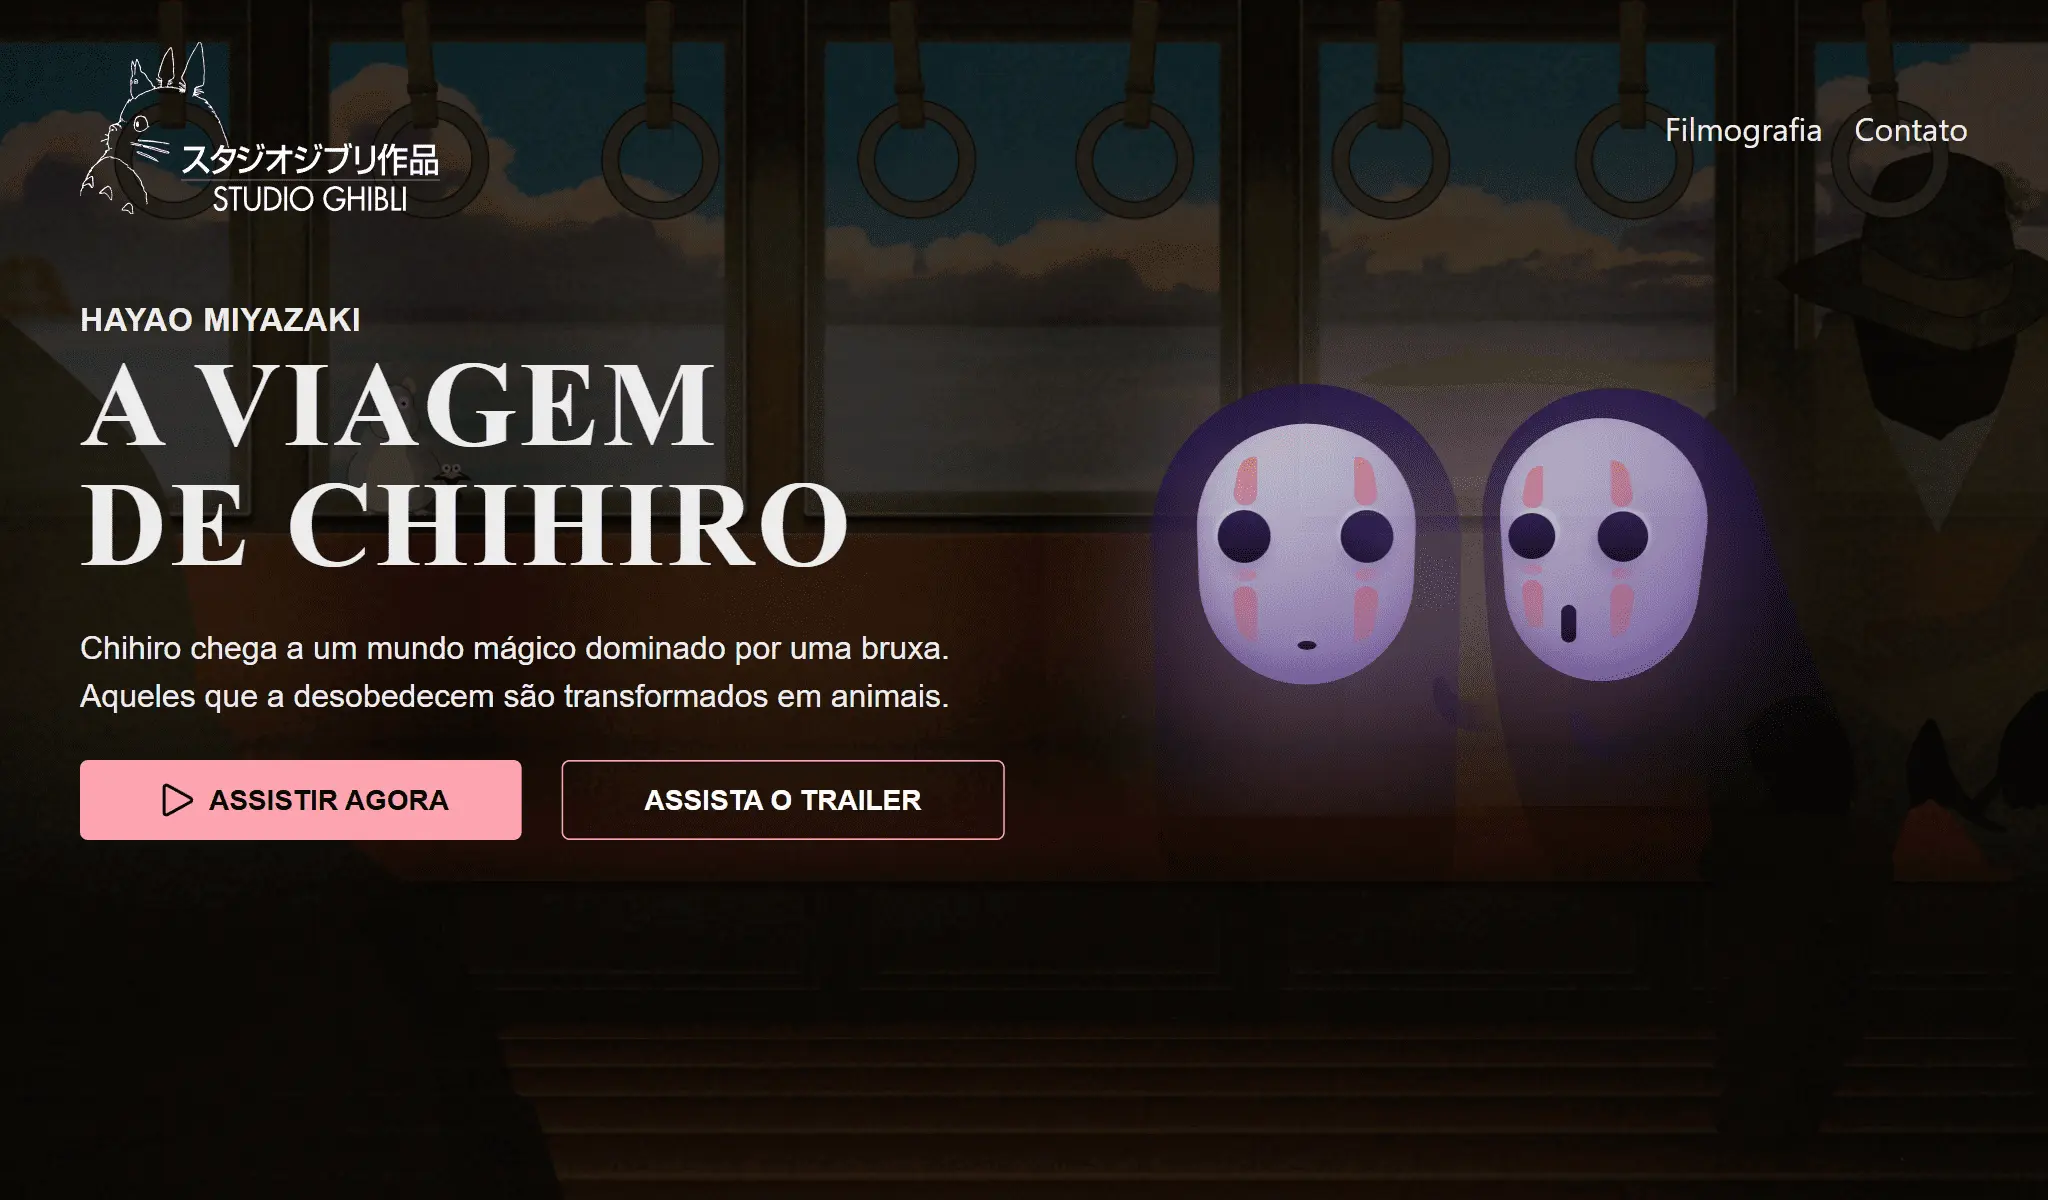 スタジオジブリ作品
STUDIO GHIBLI
Filmografia Contato
HAYAO MIYAZAKI
A VIAGEM
DE CHIHIRO
Chihiro chega a um mundo mágico dominado por uma bruxa.
Aqueles que a desobedecem são transformados em animais.
ASSISTIR AGORA
ASSISTA O TRAILER